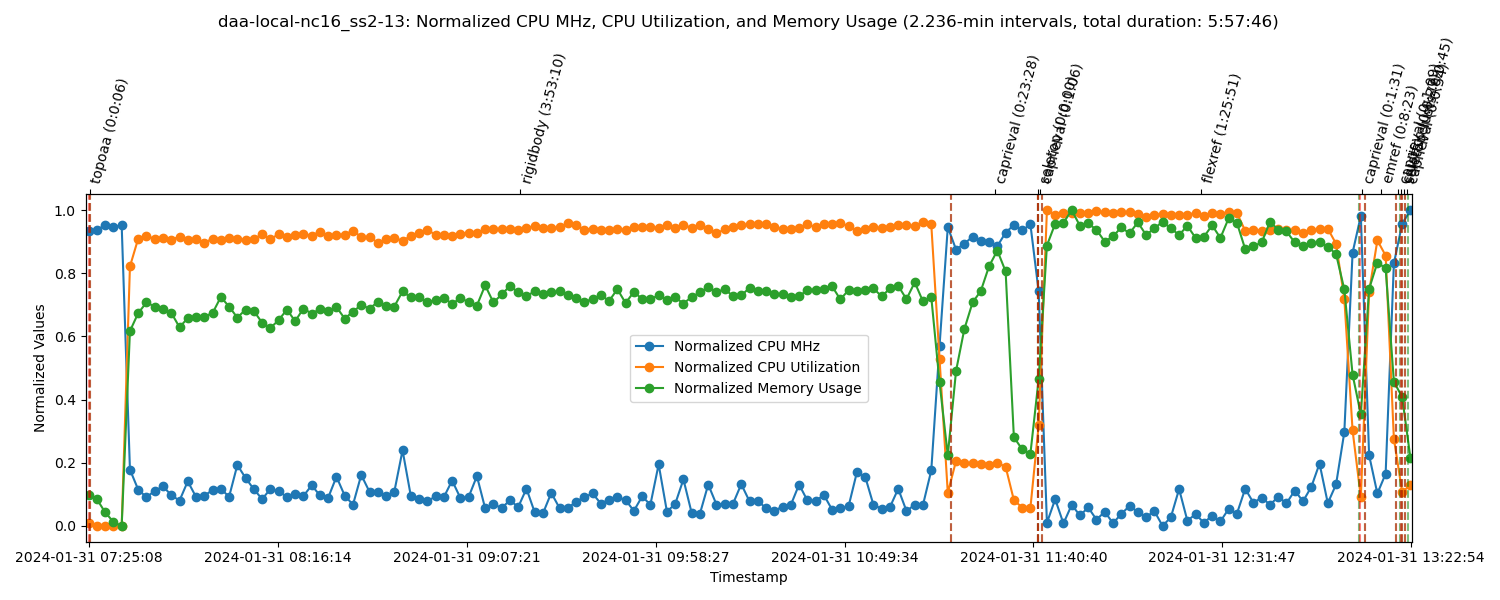 daa-local-nc16_ss2-13: Normalized CPU MHz, CPU Utilization, and Memory Usage (2.236-min intervals, total duration: 5:57:46)
topoaa (0:0:06)
rigidbody (3:53:10)
caprieval (0:23:28)
caprieval (0:1:06)
flexref (1:25:51)
caprieval (0:1:31)
emref (0:8:23)
1.0
0.8
0.6
0.4
0.2
0.0
Normalized Values
Normalized CPU MHz
Normalized CPU Utilization
Normalized Memory Usage
2024-01-31 07:25:08
2024-01-31 08:16:14
2024-01-31 09:07:21
2024-01-31 09:58:27
2024-01-31 10:49:34
2024-01-31 11:40:40
2024-01-31 12:31:47
2024-01-31 13:22:54
Timestamp